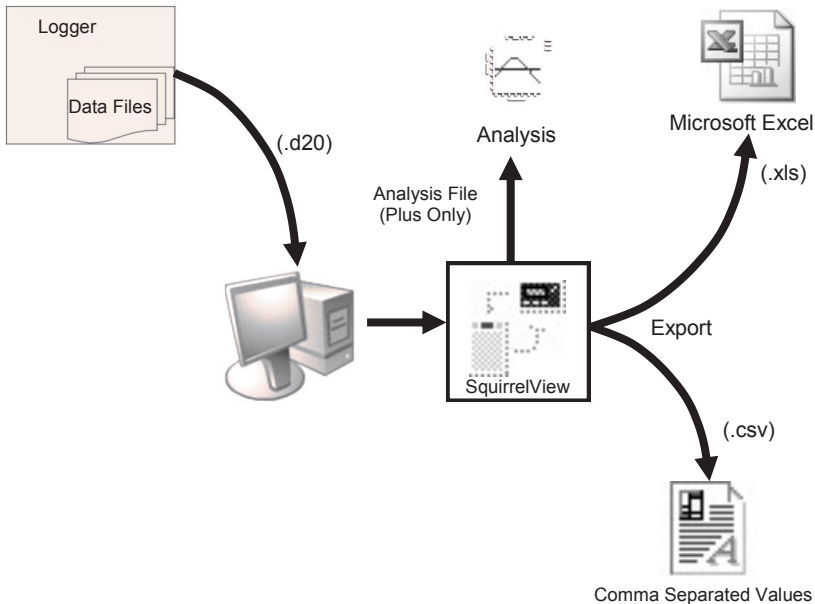 Logger
Data Files
(.d20)
Analysis
Microsoft Excel
(.xls)
Analysis File
(Plus Only)
Export
SquirrelView
(.csv)
Comma Separated Values